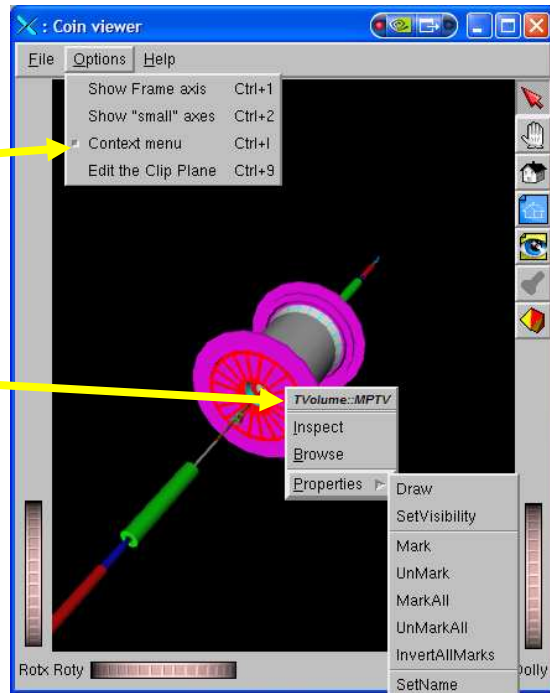 : Coin viewer
File Options Help
Show Frame axis Ctrl+1
Show "small" axes Ctrl+2
Context menu Ctrl+I
Edit the Clip Plane Ctrl+9
TVolume::MPTV
Inspect
Browse
Properties
Draw
SetVisibility
Mark
UnMark
MarkAll
UnMarkAll
InvertAllMarks
SetName
Rotx Roty Dolly